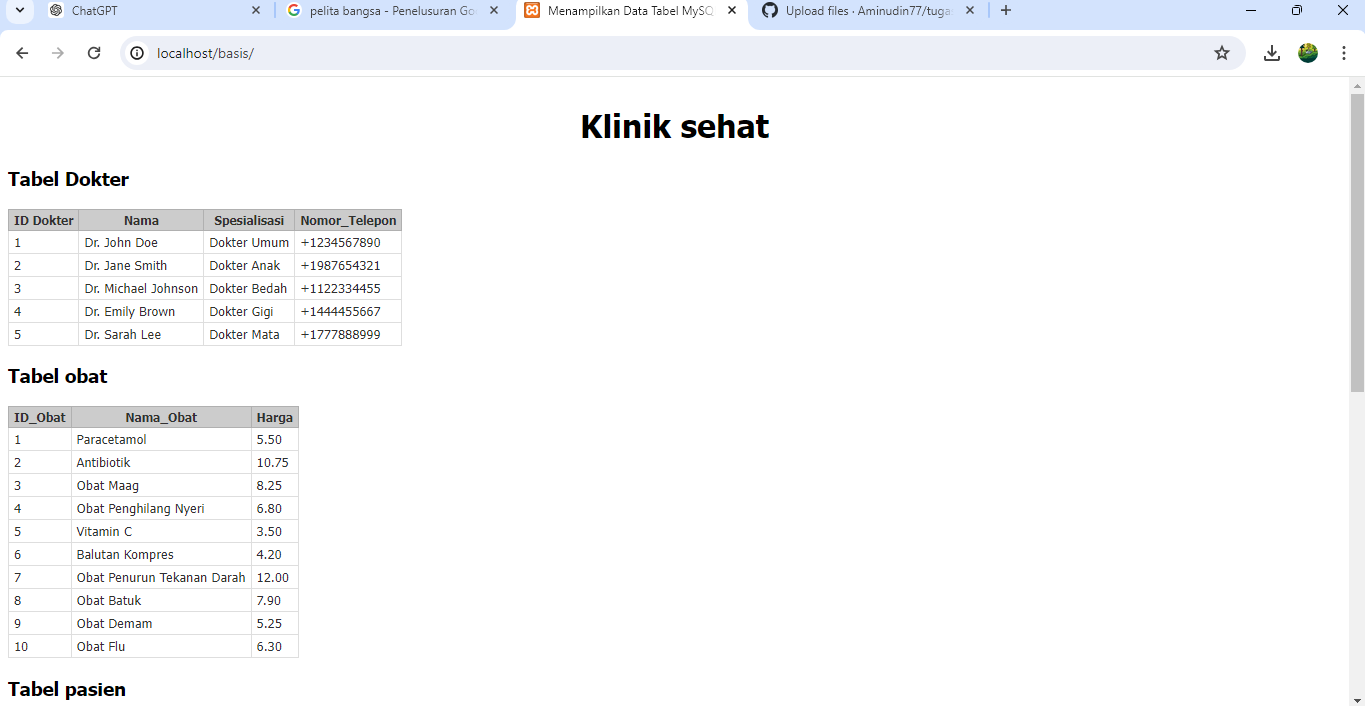 ChatGPT
pelita bangsa - Penelusuran Goo
Menampilkan Data Tabel MySQ
Upload files · Aminudin77/tuga
localhost/basis/
Klinik sehat
Tabel Dokter
ID Dokter Nama Spesialisasi Nomor_Telepon
1 Dr. John Doe Dokter Umum +1234567890
2 Dr. Jane Smith Dokter Anak +1987654321
3 Dr. Michael Johnson Dokter Bedah +1122334455
4 Dr. Emily Brown Dokter Gigi +1444455667
5 Dr. Sarah Lee Dokter Mata +1777888999
Tabel obat
ID_Obat Nama_Obat Harga
1 Paracetamol 5.50
2 Antibiotik 10.75
3 Obat Maag 8.25
4 Obat Penghilang Nyeri 6.80
5 Vitamin C 3.50
6 Balutan Kompres 4.20
7 Obat Penurun Tekanan Darah 12.00
8 Obat Batuk 7.90
9 Obat Demam 5.25
10 Obat Flu 6.30
Tabel pasien